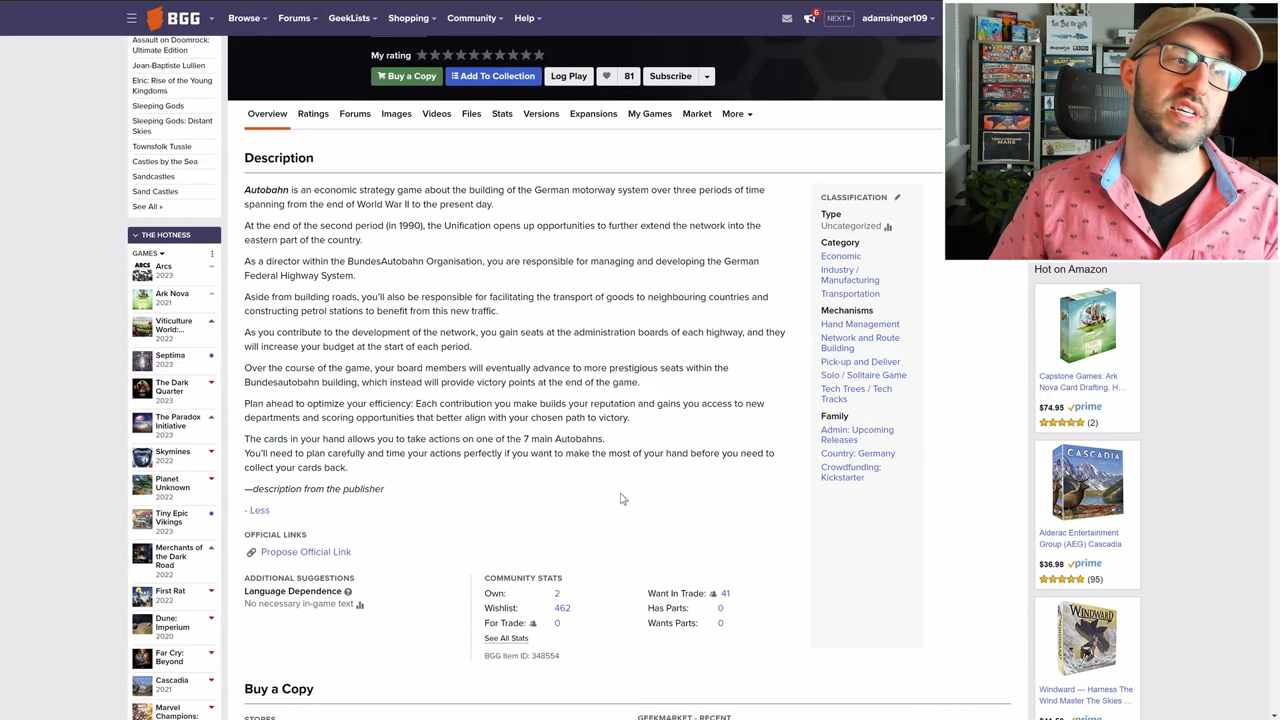 BGG
Browse
Forums
GeekLists
Shopping
Community
Help
6
NEXT
adamsinger109
Assault on Doomrock:
Ultimate Edition
Jean-Baptiste Lullien
Elric: Rise of the Young
Kingdoms
Sleeping Gods
Sleeping Gods: Distant
Skies
Townsfolk Tussle
Castles by the Sea
Sandcastles
Sand Castles
See All »
THE HOTNESS
GAMES
Arcs
2023
Ark Nova
2021
Viticulture
World:...
2022
Septima
2023
The Dark
Quarter
2023
The Paradox
Initiative
2023
Skymines
2022
Planet
Unknown
2022
Tiny Epic
Vikings
2023
Merchants of
the Dark
Road
2022
First Rat
2022
Dune:
Imperium
2020
Far Cry:
Beyond
Cascadia
2021
Marvel
Champions:
My rating
Buy a Copy
Add To Collection
Log Play
81
Subscribe
Overview
Ratings
Forums
Images
Videos
Files
Stats
Versions
Expansions
My Games
Market
More
Description
Autobahn is an economic strategy game about the building of the German motorway system over three periods of time
spanning from the end of World War II to the present day.
At the end of the second period (in 1990), the Unification opens up opportunities to further extend the network into the
eastern part of the country.
As a director within the BundesAutobahn Organisation, you are responsible for managing and developing the German
Federal Highway System.
Aside from building roads, you'll also be responsible for facilitating the transport of goods to neighbouring countries and
constructing petrol stations to benefit from this new traffic.
As you contribute to the development of the network, you gain seats at the administration boards of each highway, and they
will increase your budget at the start of each period.
Over the course of the game, your board members will eventually advance to more prestigious seats within the
Bundesautobahn building, which instead will provide victory points at the end of the game.
Plan ahead to optimize your efficiency: Each contribution you make builds your reputation and gains you access to new
departments and scoring opportunities that better align with your chosen path to victory.
The cards in your hand allows you to take actions on one of the 7 main Autobahns.
You'll need to plan carefully and time your actions perfectly if you want to make the most of your hand before you need to
collect your cards back.
—description from the publisher
- Less
OFFICIAL LINKS
Propose Official Link
ADDITIONAL SUGGESTIONS
Language Dependence
No necessary in-game text
COMMUNITY STATS
Own: 2
Wishlist: 462
For Trade: 0
See All Stats
Want In Trade: 41
Has Parts: 0
Wants Parts: 0
BGG Item ID: 348554
Buy a Copy
STORES
GEEKMARKET - RECENT
CLASSIFICATION
Type
Uncategorized
Category
Economic
Industry /
Manufacturing
Transportation
Mechanisms
Hand Management
Network and Route
Building
Pick-up and Deliver
Solo / Solitaire Game
Tech Trees / Tech
Tracks
Family
Admin: Upcoming
Releases
Country: Germany
Crowdfunding:
Kickstarter
Hot on Amazon
Capstone Games: Ark
Nova Card Drafting, H...
$74.95 prime
(2)
CASCADIA
Alderac Entertainment
Group (AEG) Cascadia
$36.98 prime
(95)
WINDWARD
Windward — Harness The
Wind Master The Skies ...
prime
MARS